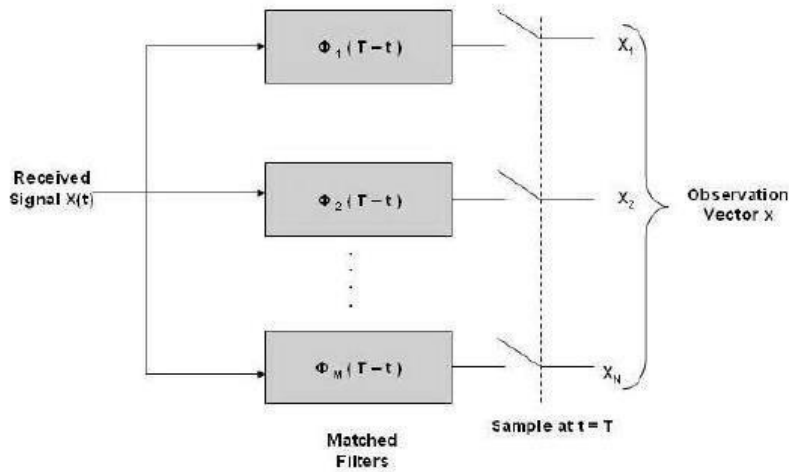 Φ1(T-t)
X1
Received
Signal X(t)
Φ2(T-t)
X2
Observation
Vector x
ΦM(T-t)
XN
Sample at t = T
Matched
Filters